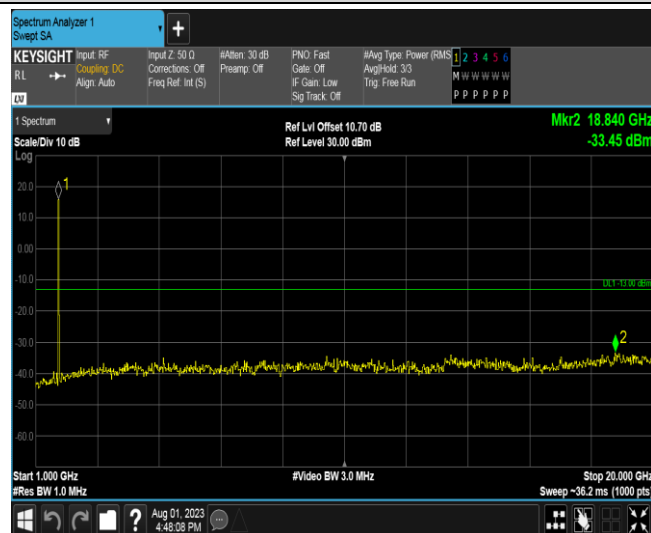 Spectrum Analyzer 1
Swept SA
+
KEYSIGHT
RL
Input: RF
Coupling: DC
Align: Auto
Input Z: 50 Ω
Corrections: Off
Freq Ref: Int (S)
#Atten: 30 dB
Preamp: Off
PNO: Fast
Gate: Off
IF Gain: Low
Sig Track: Off
#Avg Type: Power (RMS
Avg|Hold: 3/3
Trig: Free Run
1 2 3 4 5 6
M W W W W W
P P P P P P
1 Spectrum
Scale/Div 10 dB
Ref Lvl Offset 10.70 dB
Ref Level 30.00 dBm
Mkr2 18.840 GHz
-33.45 dBm
Log
1
20.0
10.0
0.00
-10.0
DL1 -13.00 dBm
-20.0
-30.0
2
-40.0
-50.0
-60.0
Start 1.000 GHz
#Res BW 1.0 MHz
#Video BW 3.0 MHz
Stop 20.000 GHz
Sweep ~36.2 ms (1000 pts)
?
Aug 01, 2023
4:48:08 PM